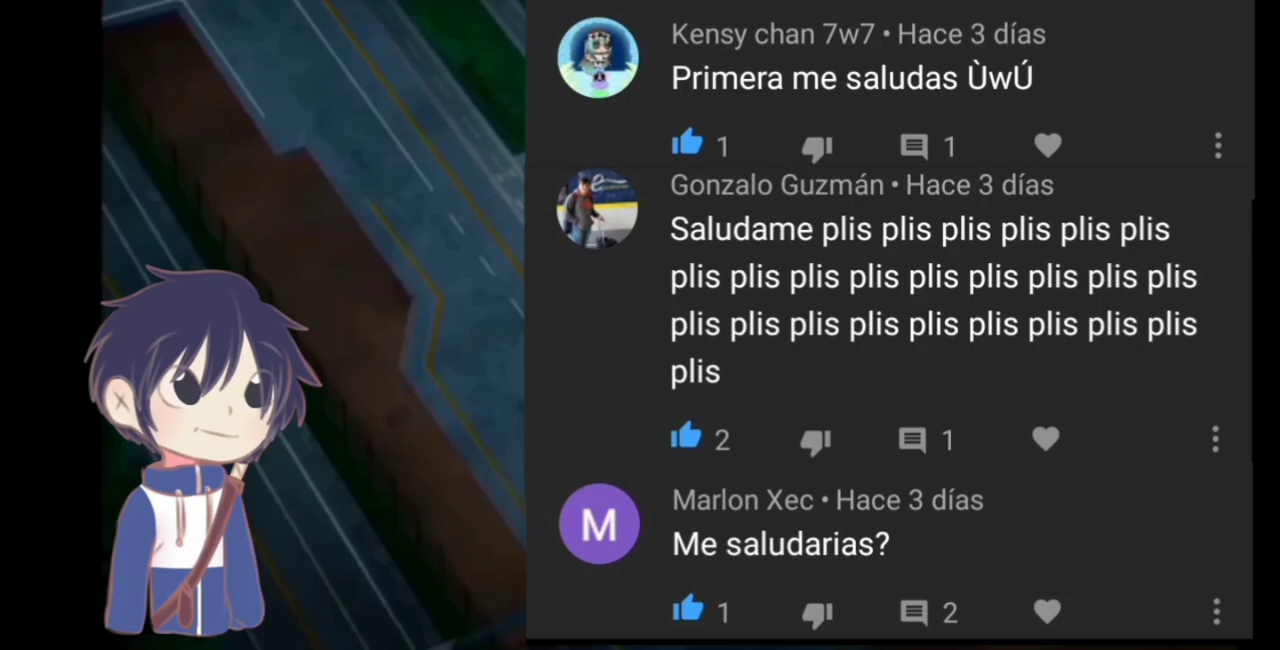 Kensy chan 7w7 • Hace 3 días
Primera me saludas ÙwÚ
1
1
Gonzalo Guzmán • Hace 3 días
Saludame plis plis plis plis plis plis
plis plis plis plis plis plis plis plis plis
plis plis plis plis plis plis plis plis plis
plis
2
1
M
Marlon Xec • Hace 3 días
Me saludarias?
1
2